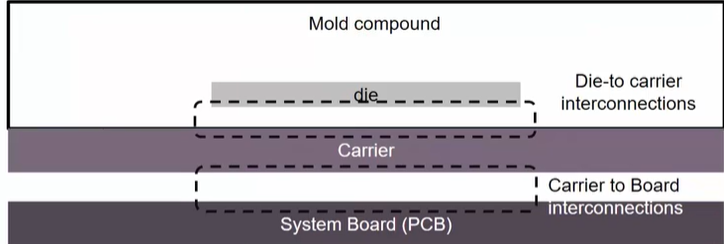 Mold compound
die
Die-to carrier
interconnections
Carrier
Carrier to Board
interconnections
System Board (PCB)